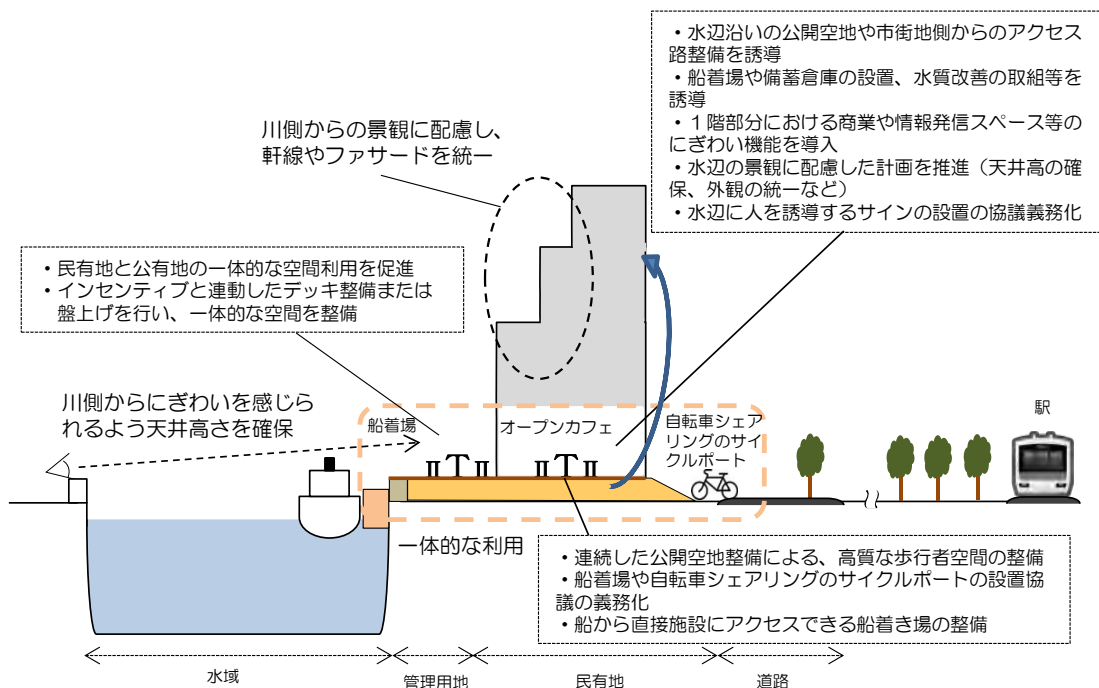 ・水辺沿いの公開空地や市街地側からのアクセス
路整備を誘導
・船着場や備蓄倉庫の設置、水質改善の取組等を
誘導
・１階部分における商業や情報発信スペース等の
にぎわい機能を導入
・水辺の景観に配慮した計画を推進（天井高の確
保、外観の統一など）
・水辺に人を誘導するサインの設置の協議義務化
川側からの景観に配慮し、
軒線やファサードを統一
・民有地と公有地の一体的な空間利用を促進
・インセンティブと連動したデッキ整備または
盤上げを行い、一体的な空間を整備
川側からにぎわいを感じら
れるよう天井高さを確保
船着場
オープンカフェ
自転車シェア
リングのサイ
クルポート
駅
一体的な利用
・連続した公開空地整備による、高質な歩行者空間の整備
・船着場や自転車シェアリングのサイクルポートの設置協
議の義務化
・船から直接施設にアクセスできる船着き場の整備
水域
管理用地
民有地
道路